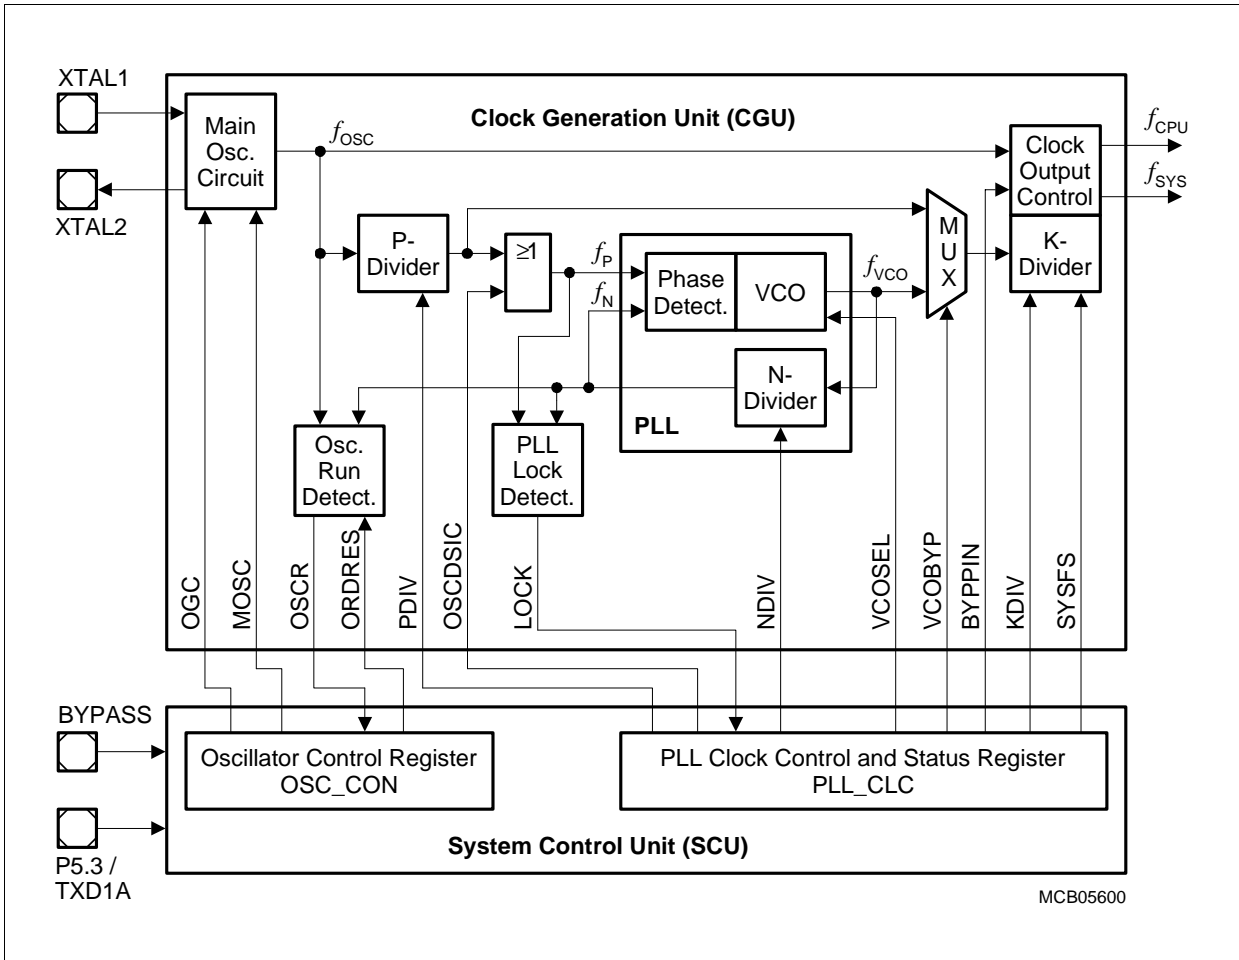 XTAL1
XTAL2
Clock Generation Unit (CGU)
Main
Osc.
Circuit
fOSC
Clock
Output
Control
fCPU
fSYS
P-
Divider
≥1
fP
fN
Phase
Detect.
VCO
fVCO
M
U
X
K-
Divider
N-
Divider
PLL
Osc.
Run
Detect.
PLL
Lock
Detect.
OGC
MOSC
OSCR
ORDRES
PDIV
OSCDSIC
LOCK
NDIV
VCOSEL
VCOBYP
BYPPIN
KDIV
SYSFS
BYPASS
P5.3 /
TXD1A
Oscillator Control Register
OSC_CON
PLL Clock Control and Status Register
PLL_CLC
System Control Unit (SCU)
MCB05600